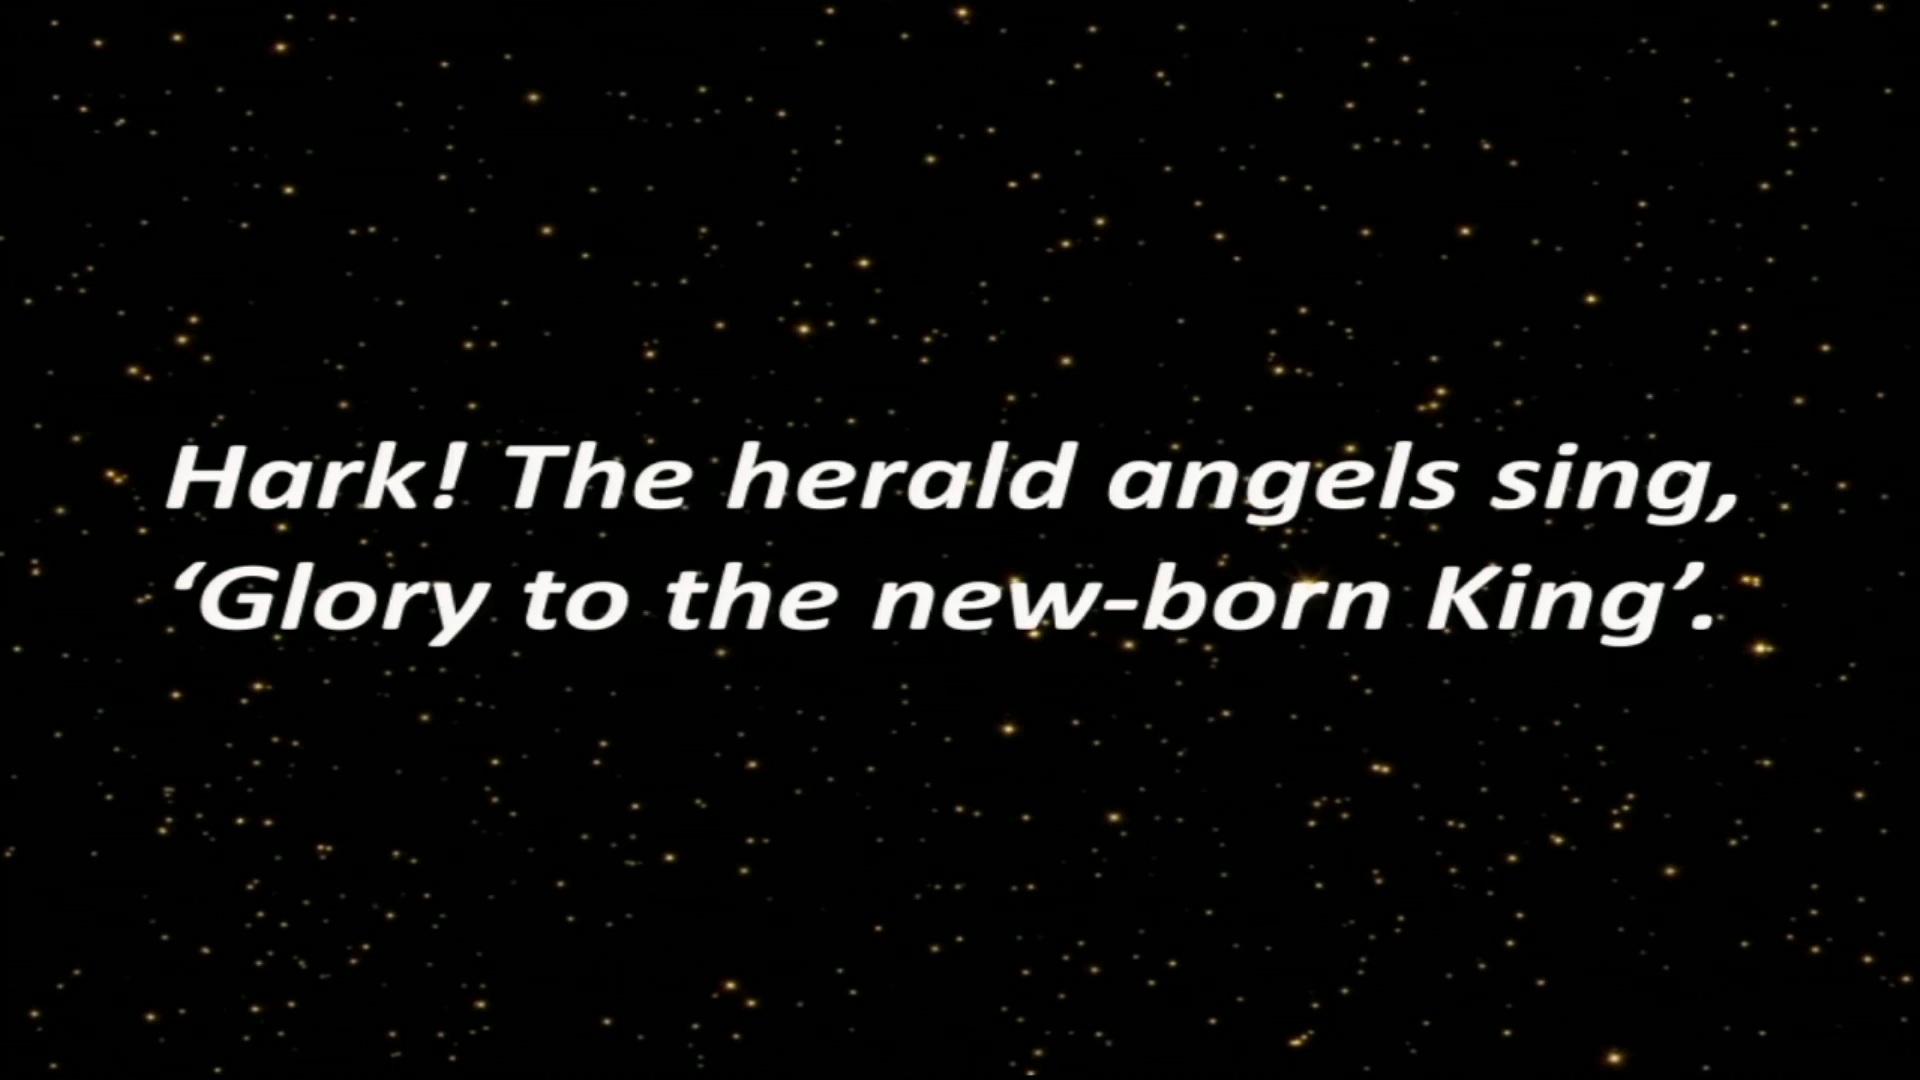 Hark! The herald angels sing,
‘Glory to the new-born King’.